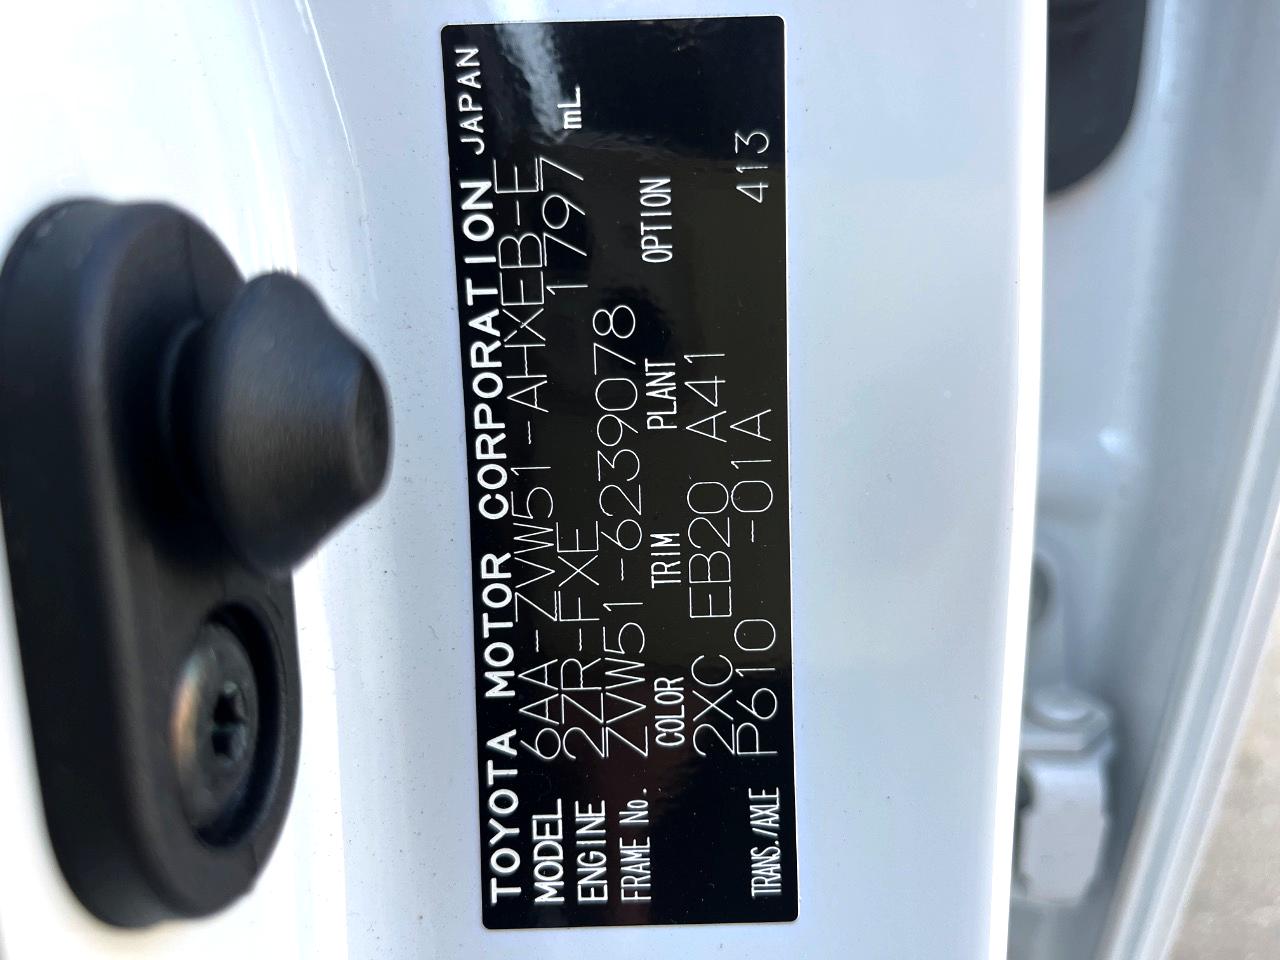 TOYOTA MOTOR CORPORATION JAPAN
MODEL 6AA-ZVW51-AHXEB-E
ENGINE 2ZR-FXE 1797 mL
FRAME No. ZVW51-6239078
COLOR TRIM PLANT OPTION
2XC EB20 A41
TRANS./AXLE P610 -01A 413